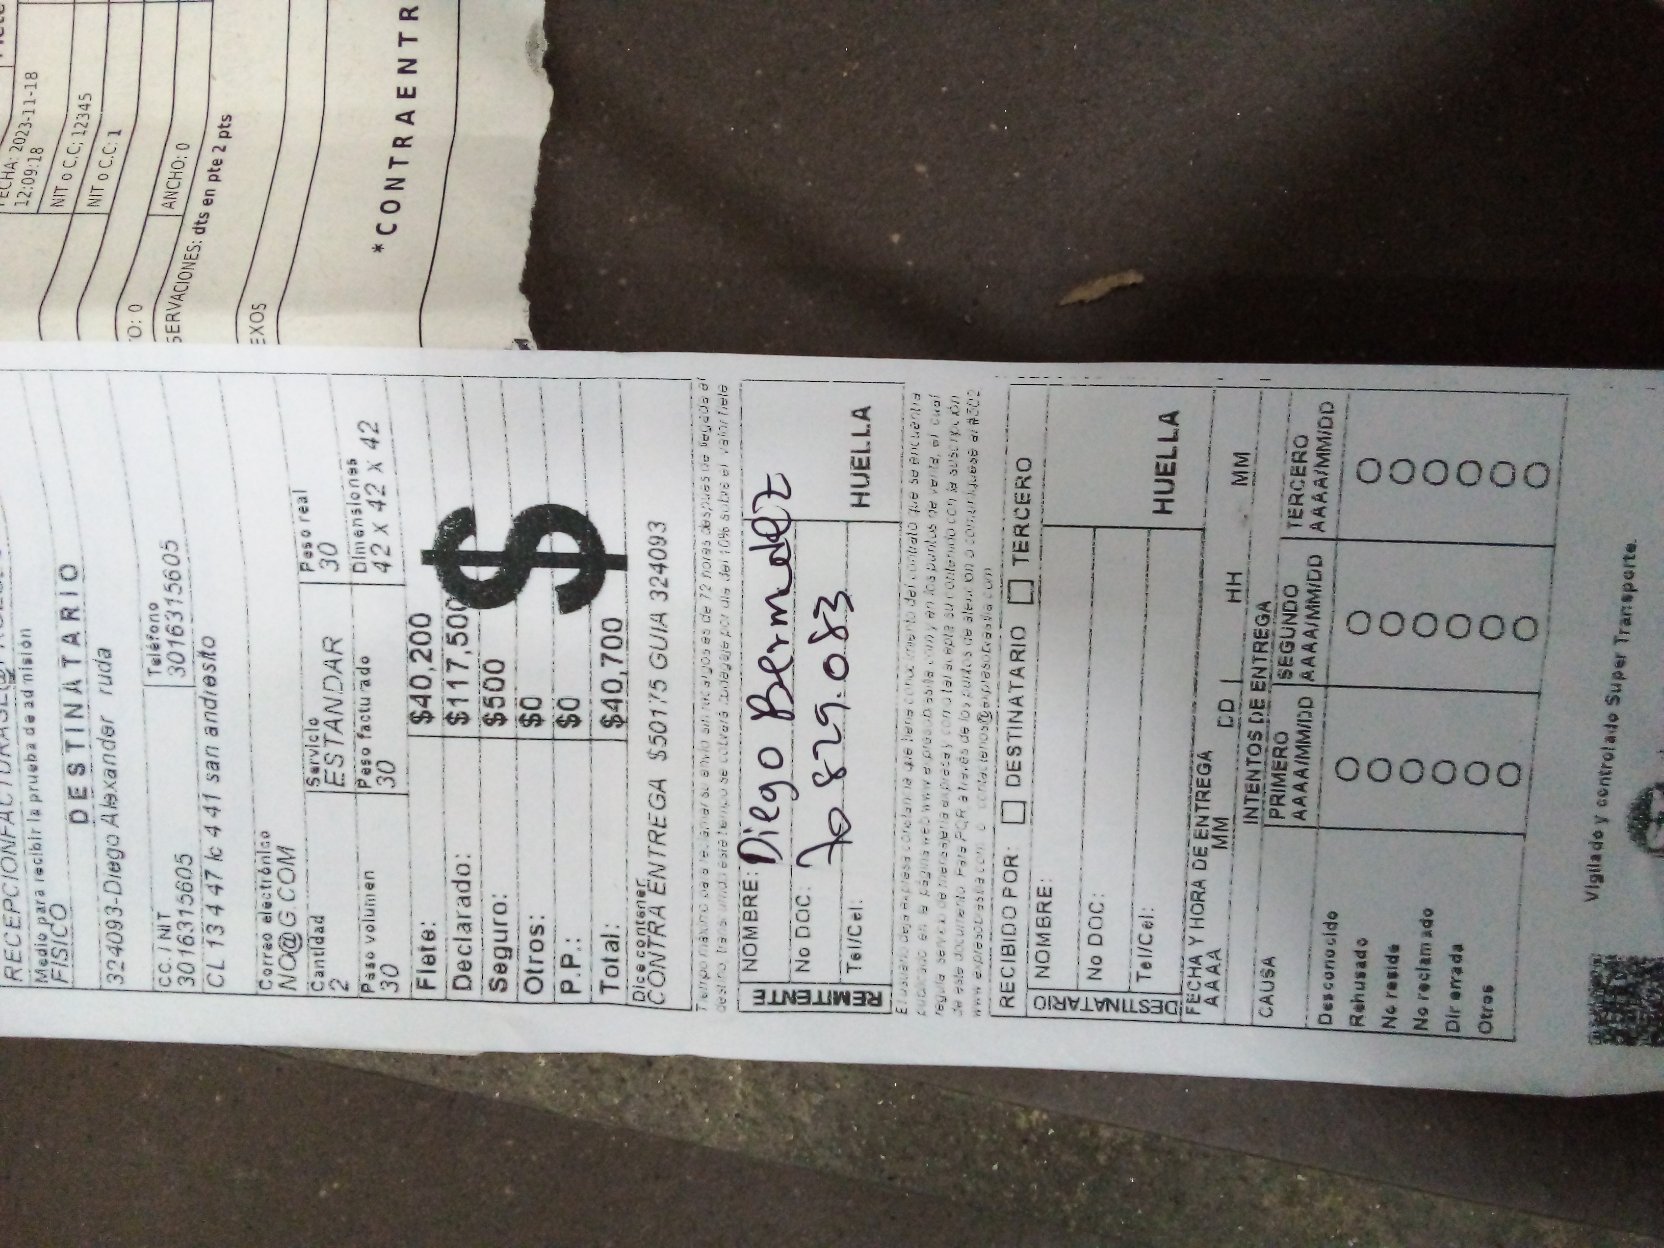 FECHA: 2023-11-18
12:09:18
NIT o C.C: 12345
NIT o C.C: 1
O: 0
ANCHO: 0
SERVACIONES: dts en pte 2 pts
EXOS
*CONTRAENTR
Medio para recibir la prueba de admisión
FISICO
DESTINATARIO
324093-Diego Alexander ruda
CC. / NIT
3016315605
Teléfono
3016315605
CL 13 4 47 lc 4 41 san andresito
Correo electrónico
NO@G.COM
Cantidad
2
Servicio
ESTANDAR
Peso real
30
Peso volumen
30
Peso facturado
30
Dimensiones
42 x 42 x 42
Flete: $40,200
Declarado: $117,500
Seguro: $500
Otros: $0
P.P.: $0
Total: $40,700
$
Dice contener
CONTRA ENTREGA $50175 GUIA 324093
REMITENTE
NOMBRE: Diego Bermudez
No DOC: 70829.083
Tel/Cel:
HUELLA
RECIBIDO POR: DESTINATARIO TERCERO
DESTINATARIO
NOMBRE:
No DOC:
Tel/Cel:
HUELLA
FECHA Y HORA DE ENTREGA
AAAA MM DD HH MM
INTENTOS DE ENTREGA
CAUSA
PRIMERO SEGUNDO TERCERO
AAAA/MM/DD AAAA/MM/DD AAAA/MM/DD
Desconocido
Rehusado
No reside
No reclamado
Dir errada
Otros
Vigilado y controlado Super Transporte.